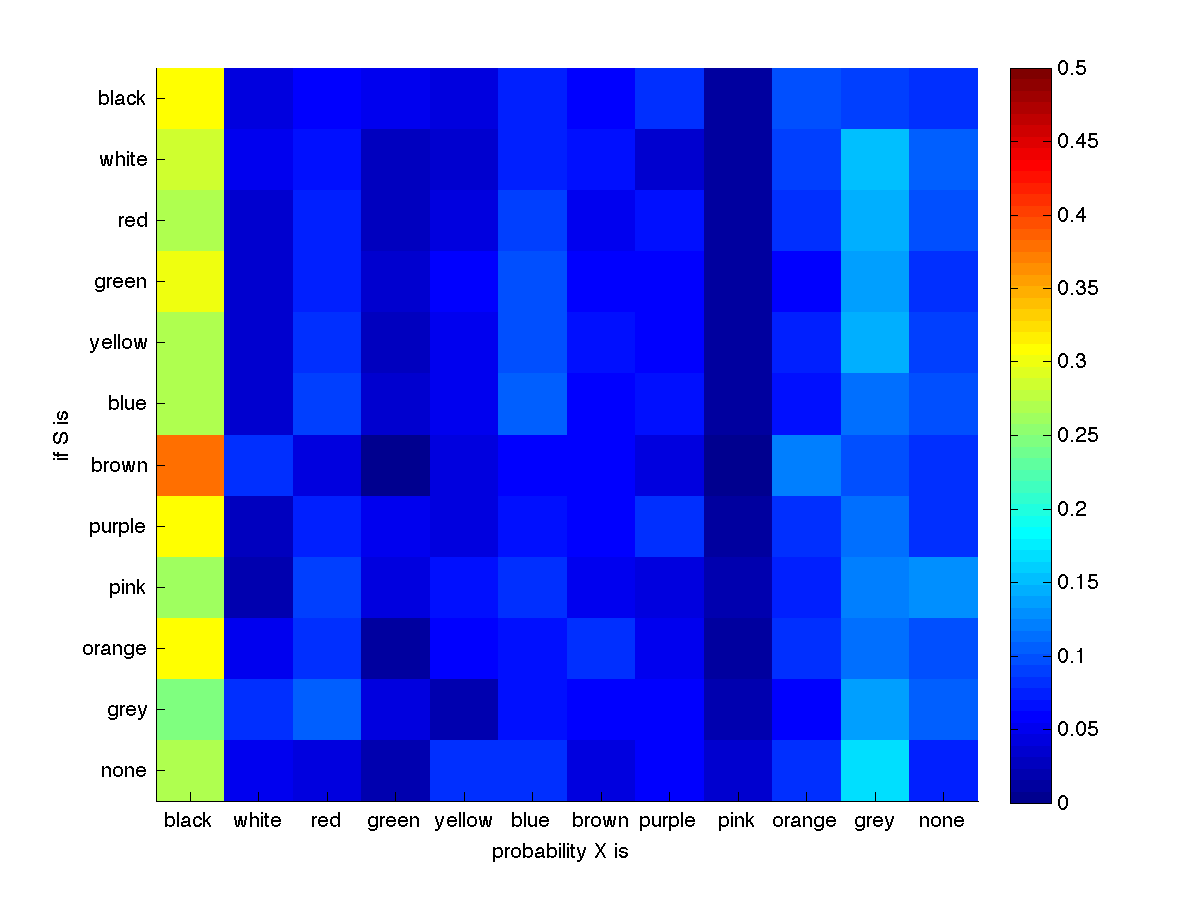 black
white
red
green
yellow
blue
brown
purple
pink
orange
grey
none
if S is
black white red green yellow blue brown purple pink orange grey none
probability X is
0.5
0.45
0.4
0.35
0.3
0.25
0.2
0.15
0.1
0.05
0